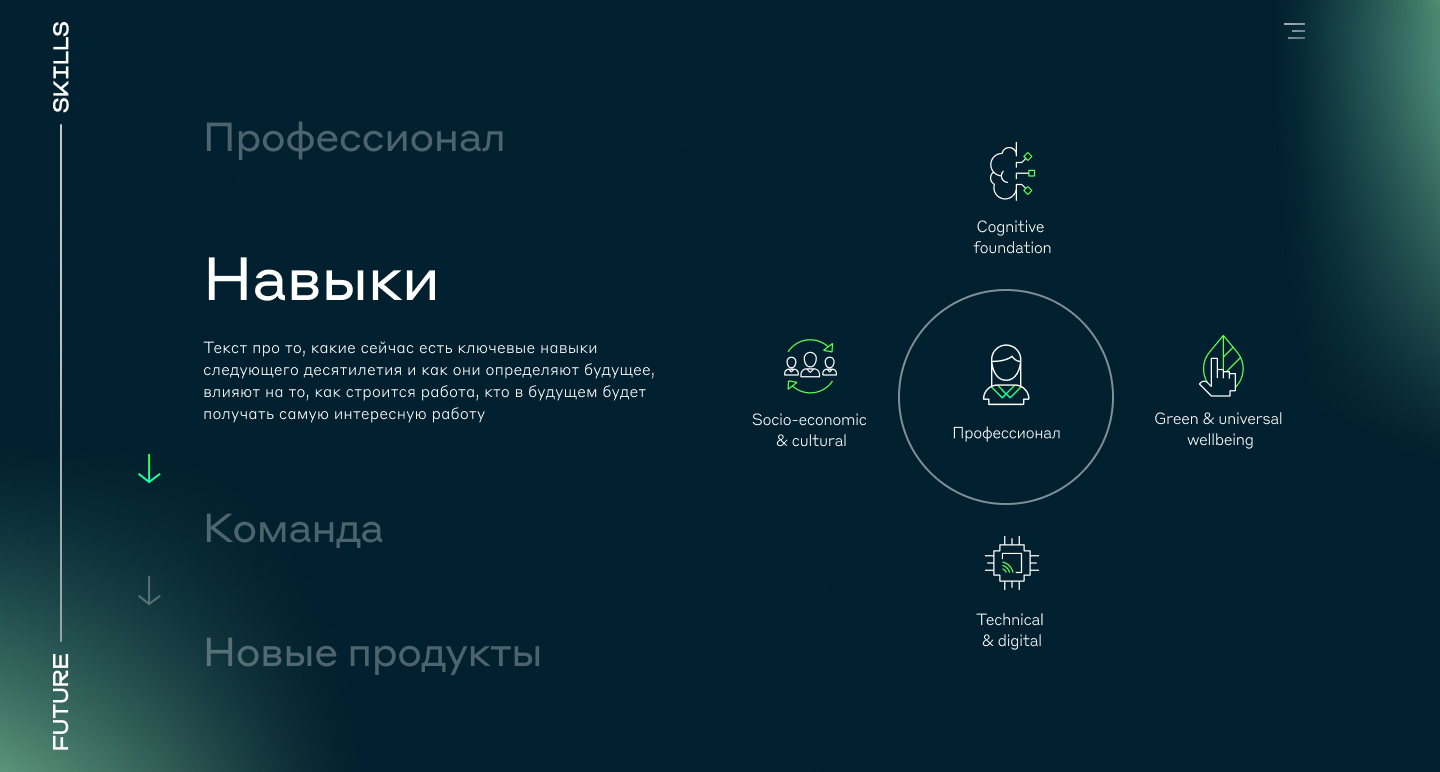 SKILLS
FUTURE
Профессионал
Навыки
Текст про то, какие сейчас есть ключевые навыки
следующего десятилетия и как они определяют будущее,
влияют на то, как строится работа, кто в будущем будет
получать самую интересную работу
Команда
Новые продукты
Cognitive
foundation
Socio-economic
& cultural
Профессионал
Green & universal
wellbeing
Technical
& digital